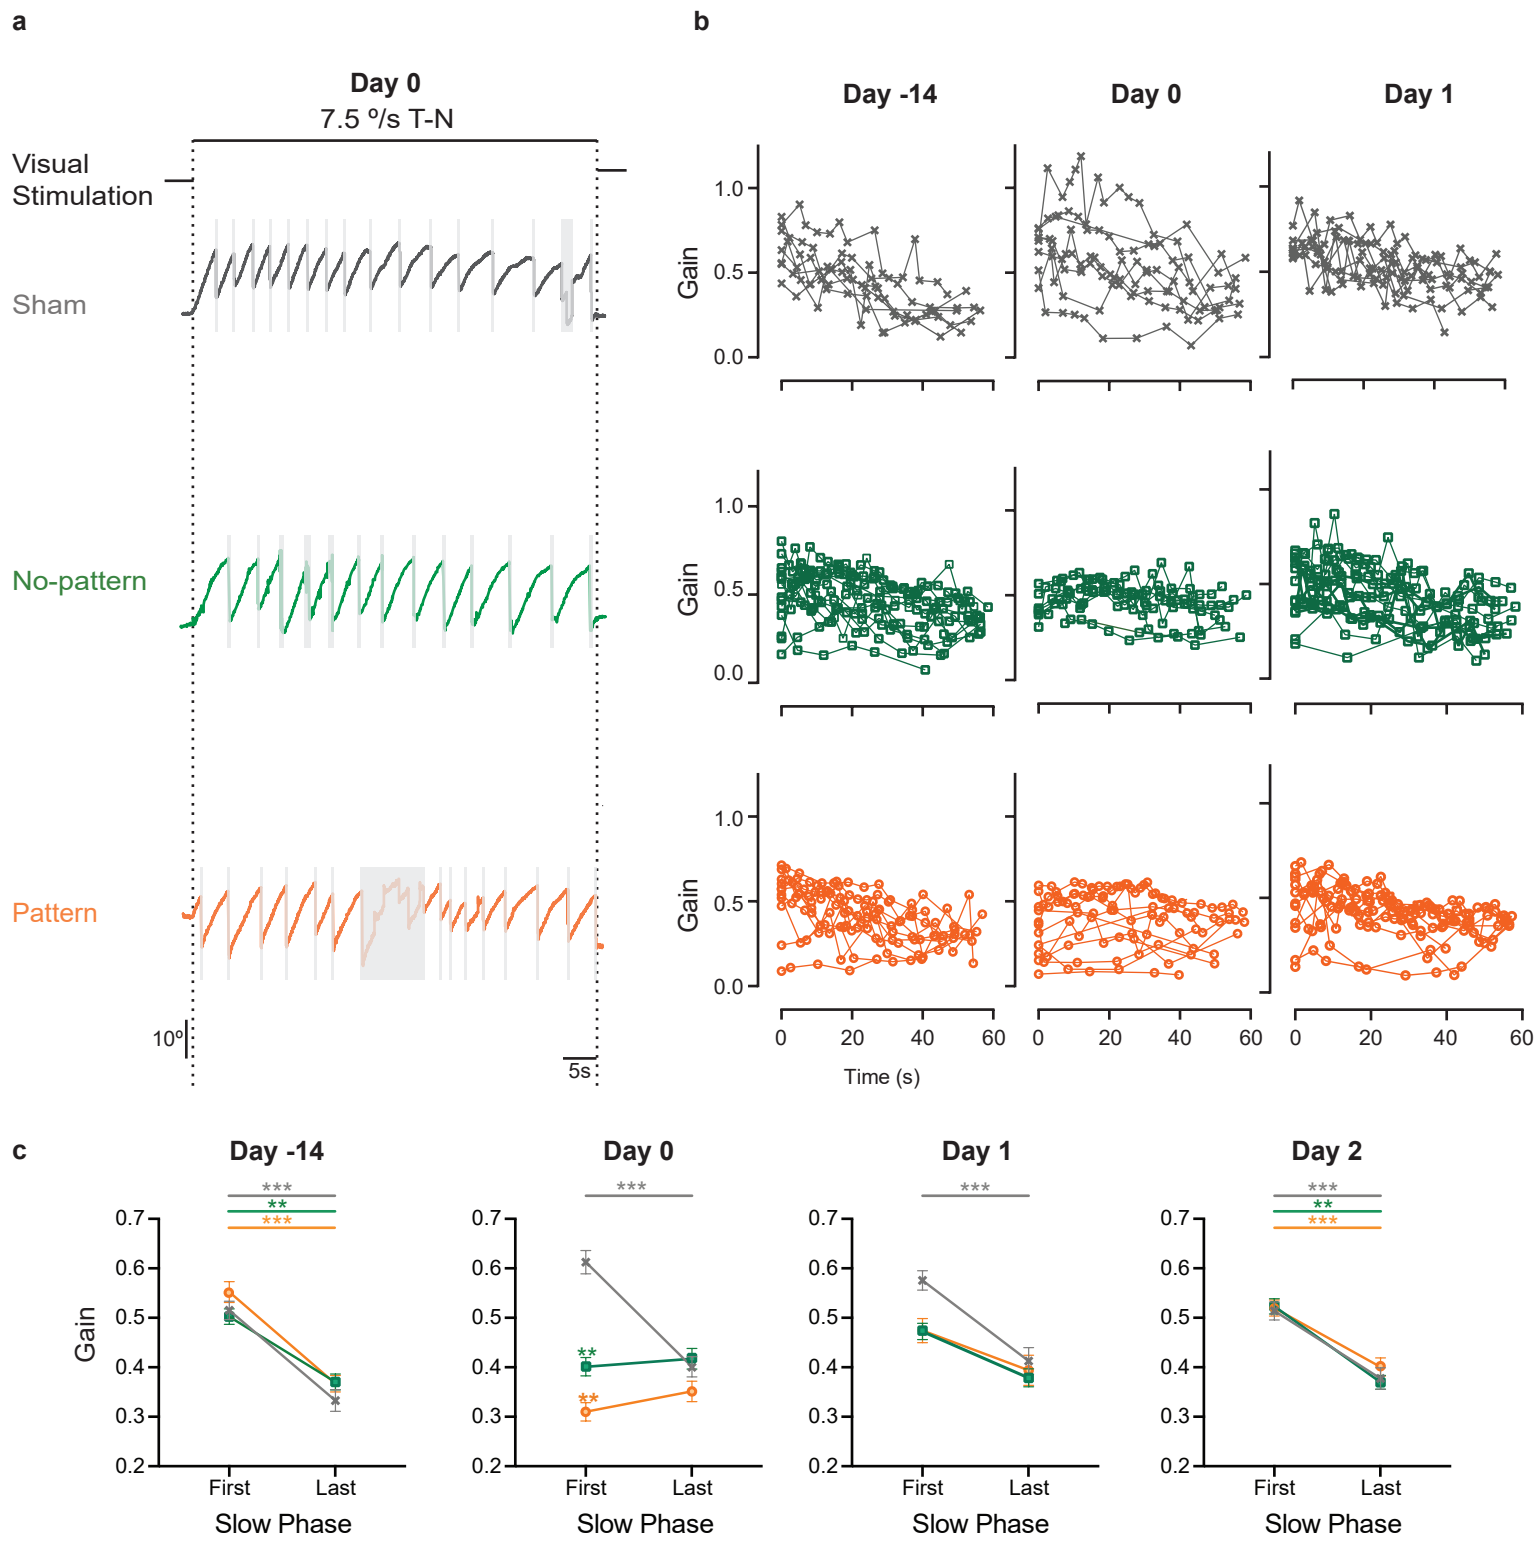 a
Day 0
7.5 º/s T-N
Visual
Stimulation
Sham
No-pattern
Pattern
10º
5s
b
Day -14
Day 0
Day 1
Gain
1.0
0.5
0.0
Gain
1.0
0.5
0.0
Gain
1.0
0.5
0.0
0 20 40 60
0 20 40 60
0 20 40 60
Time (s)
c
Day -14
***
**
***
Gain
0.7
0.6
0.5
0.4
0.3
0.2
First Last
Slow Phase
Day 0
***
0.7
0.6
0.5
0.4
0.3
0.2
**
**
First Last
Slow Phase
Day 1
***
0.7
0.6
0.5
0.4
0.3
0.2
First Last
Slow Phase
Day 2
***
**
***
0.7
0.6
0.5
0.4
0.3
0.2
First Last
Slow Phase